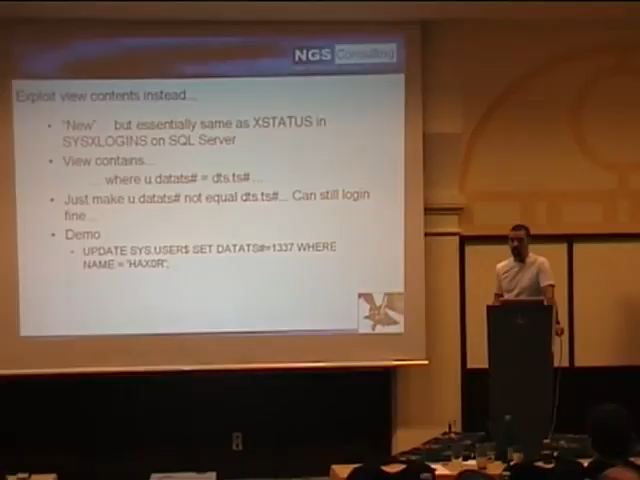 NGS Consulting
Exploit view contents instead...
• "New" but essentially same as XSTATUS in
SYSXLOGINS on SQL Server
• View contains...
... where u.datats# = dts.ts# ...
• Just make u.datats# not equal dts.ts#... Can still login
fine...
• Demo
• UPDATE SYS.USER$ SET DATATS#=1337 WHERE
NAME = 'HAX0R';